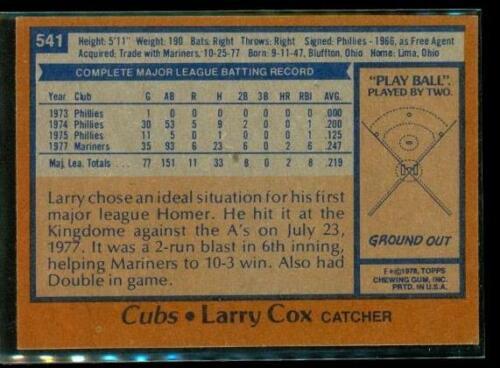 541 Height: 5'11" Weight: 190 Bats: Right Throws: Right Signed: Phillies - 1966, as Free Agent
Acquired: Trade with Mariners, 10-25-77 Born: 9-11-47, Bluffton, Ohio Home: Lima, Ohio
COMPLETE MAJOR LEAGUE BATTING RECORD
Year Club G AB R H 2B 3B HR RBI AVG.
1973 Phillies 1 0 0 0 0 0 0 0 .000
1974 Phillies 30 53 5 9 2 0 0 1 .200
1975 Phillies 11 5 0 1 0 0 0 1 .125
1977 Mariners 35 93 6 23 6 0 2 6 .247
Maj. Lea. Totals . . . 77 151 11 33 8 0 2 8 .219
Larry chose an ideal situation for his first
major league Homer. He hit it at the
Kingdome against the A's on July 23,
1977. It was a 2-run blast in 6th inning,
helping Mariners to 10-3 win. Also had
Double in game.
"PLAY BALL".
PLAYED BY TWO.
GROUND OUT
©1978, TOPPS
CHEWING GUM, INC.
PRTD. IN U.S.A.
Cubs • Larry Cox CATCHER